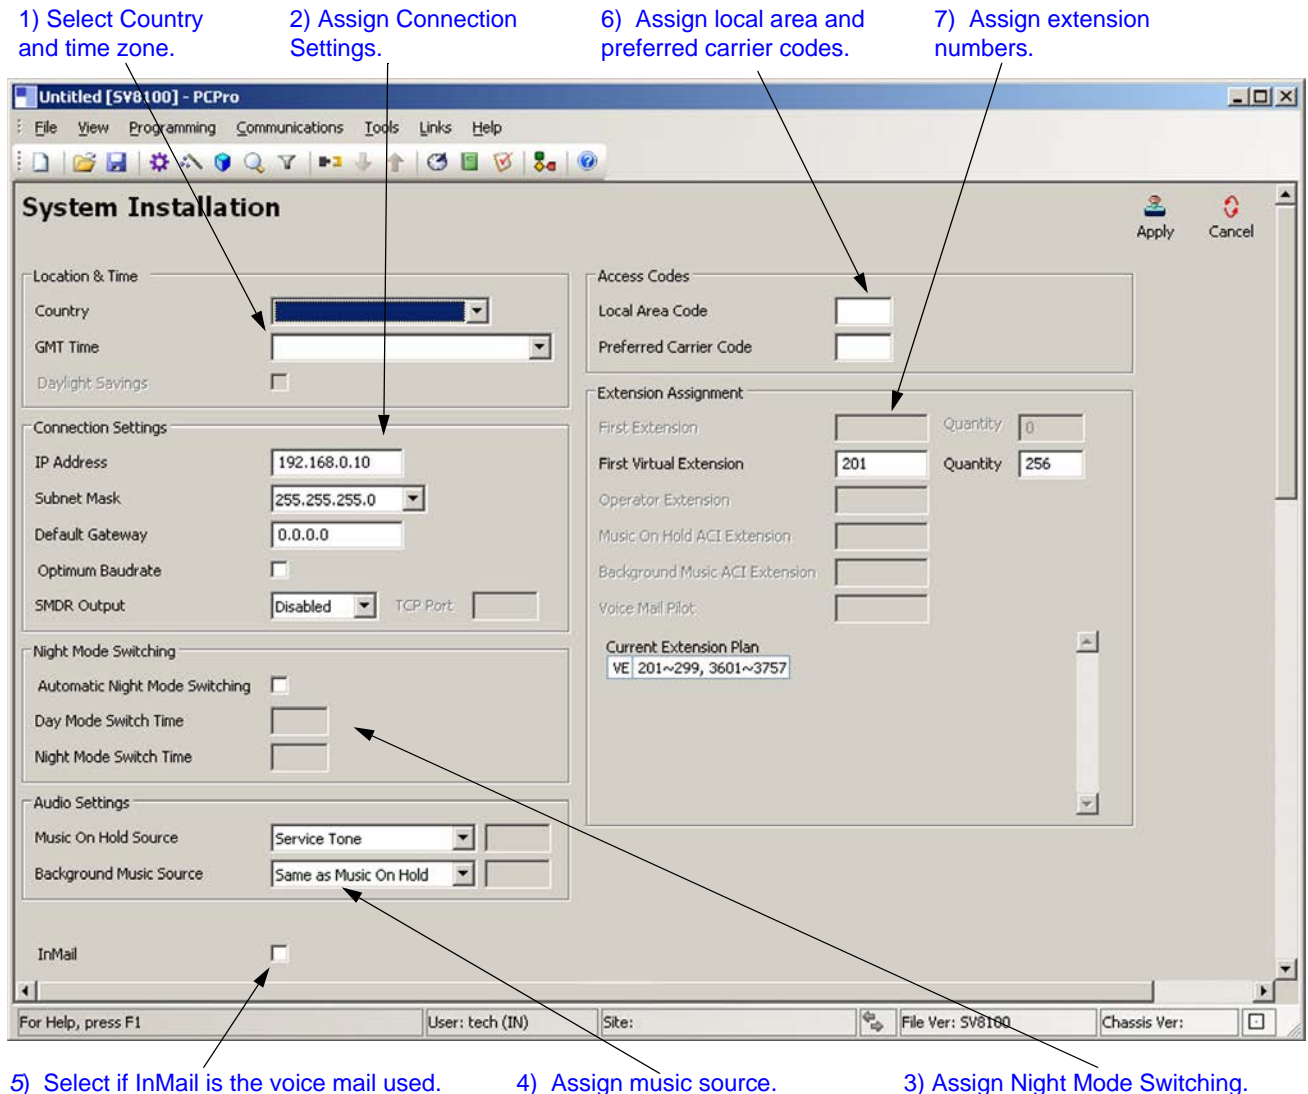 1) Select Country
and time zone.
2) Assign Connection
Settings.
6) Assign local area and
preferred carrier codes.
7) Assign extension
numbers.
Untitled [SV8100] - PCPro
File View Programming Communications Tools Links Help
System Installation
Apply Cancel
Location & Time
Country
GMT Time
Daylight Savings
Connection Settings
IP Address 192.168.0.10
Subnet Mask 255.255.255.0
Default Gateway 0.0.0.0
Optimum Baudrate
SMDR Output Disabled TCP Port
Night Mode Switching
Automatic Night Mode Switching
Day Mode Switch Time
Night Mode Switch Time
Audio Settings
Music On Hold Source Service Tone
Background Music Source Same as Music On Hold
InMail
Access Codes
Local Area Code
Preferred Carrier Code
Extension Assignment
First Extension Quantity 0
First Virtual Extension 201 Quantity 256
Operator Extension
Music On Hold ACI Extension
Background Music ACI Extension
Voice Mail Pilot
Current Extension Plan
VE 201~299, 3601~3757
For Help, press F1 User: tech (IN) Site: File Ver: SV8100 Chassis Ver:
5) Select if InMail is the voice mail used.
4) Assign music source.
3) Assign Night Mode Switching.